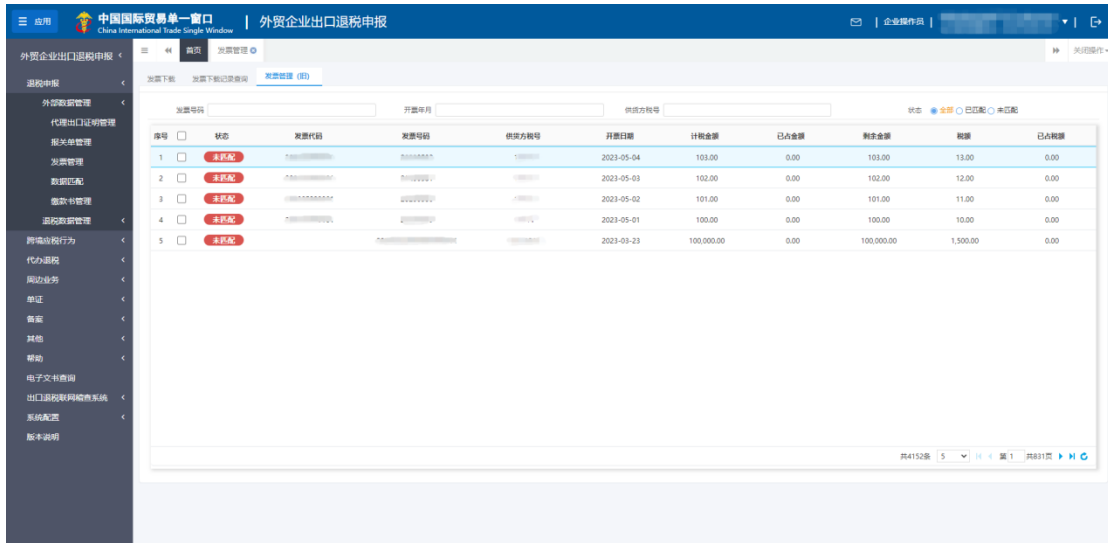 应用 中国国际贸易单一窗口 外贸企业出口退税申报 企业操作员
China International Trade Single Window
外贸企业出口退税申报 首页 发票管理 关闭操作
退税申报 发票下载 发票下载记录查询 发票管理（旧）
外部数据管理
代理出口证明管理
报关单管理
发票管理
数据匹配
缴款书管理
退税数据管理
跨境应税行为
代办退税
周边业务
单证
备案
其他
帮助
电子文书查询
出口退税联网稽查系统
系统配置
版本说明
发票号码 开票年月 供货方税号 状态 全部 已匹配 未匹配
序号 状态 发票代码 发票号码 供货方税号 开票日期 计税金额 已占金额 剩余金额 税额 已占税额
1 未匹配 2023-05-04 103.00 0.00 103.00 13.00 0.00
2 未匹配 2023-05-03 102.00 0.00 102.00 12.00 0.00
3 未匹配 2023-05-02 101.00 0.00 101.00 11.00 0.00
4 未匹配 2023-05-01 100.00 0.00 100.00 10.00 0.00
5 未匹配 2023-03-23 100,000.00 0.00 100,000.00 1,500.00 0.00
共4152条 5 第 1 共831页